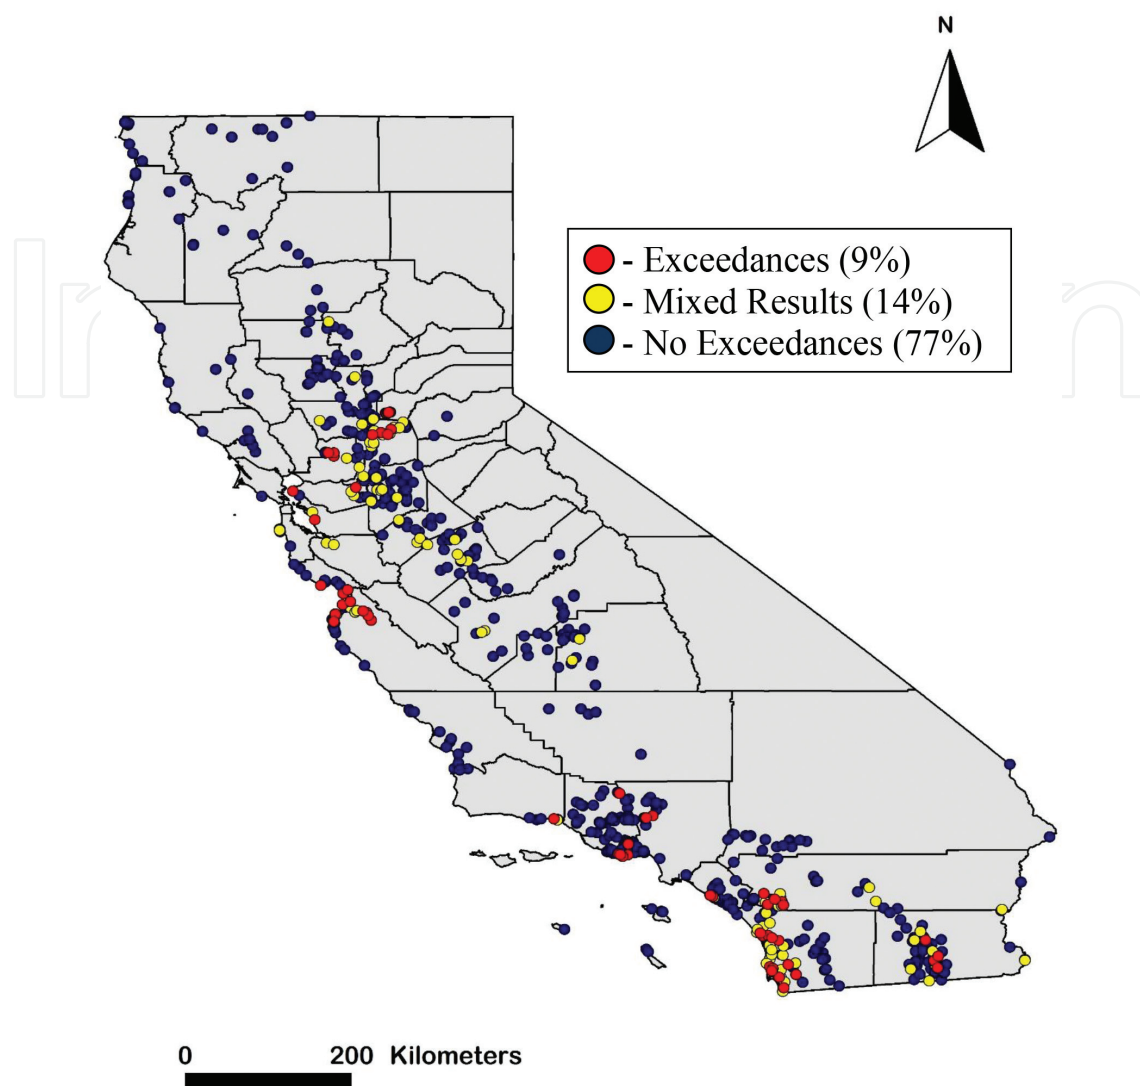 N
- Exceedances (9%)
- Mixed Results (14%)
- No Exceedances (77%)
0 200 Kilometers